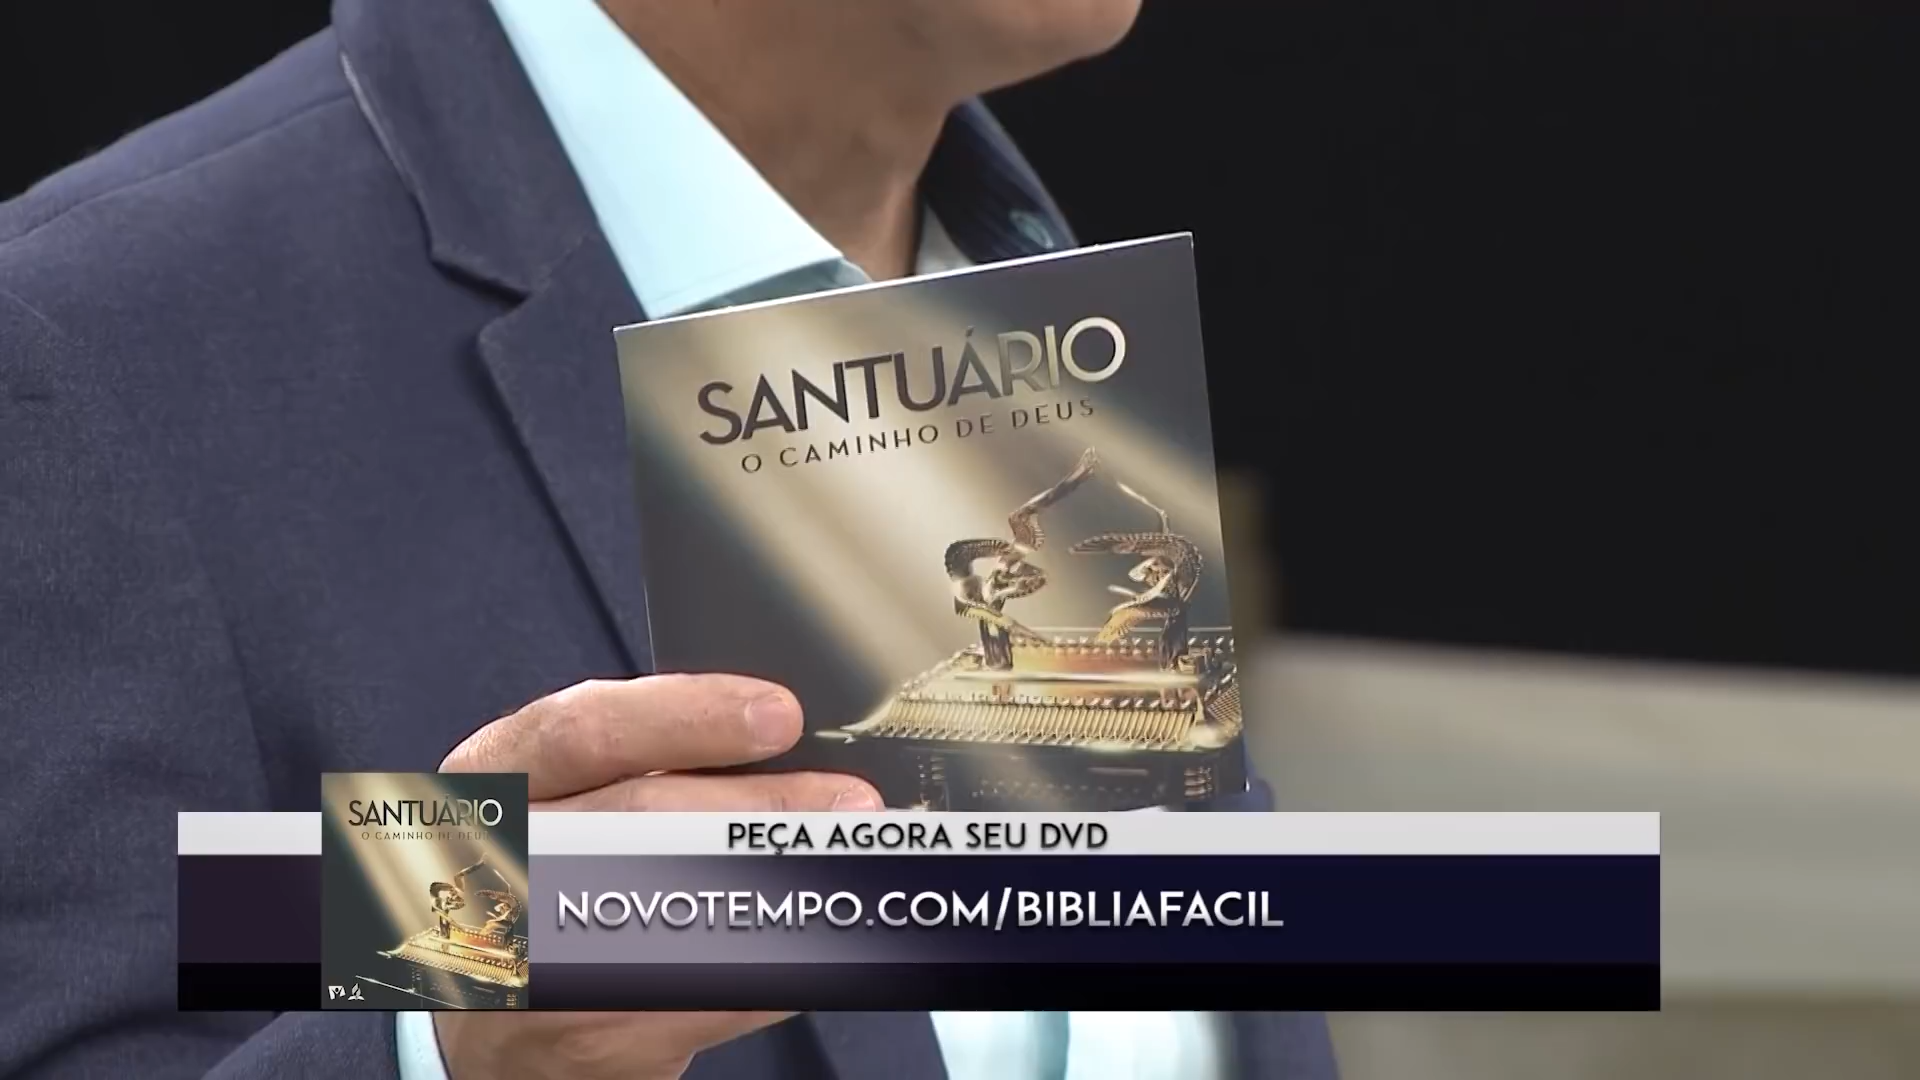 SANTUÁRIO
O CAMINHO DE DEUS
SANTUÁRIO
O CAMINHO DE DEUS
PEÇA AGORA SEU DVD
NOVOTEMPO.COM/BIBLIAFACIL